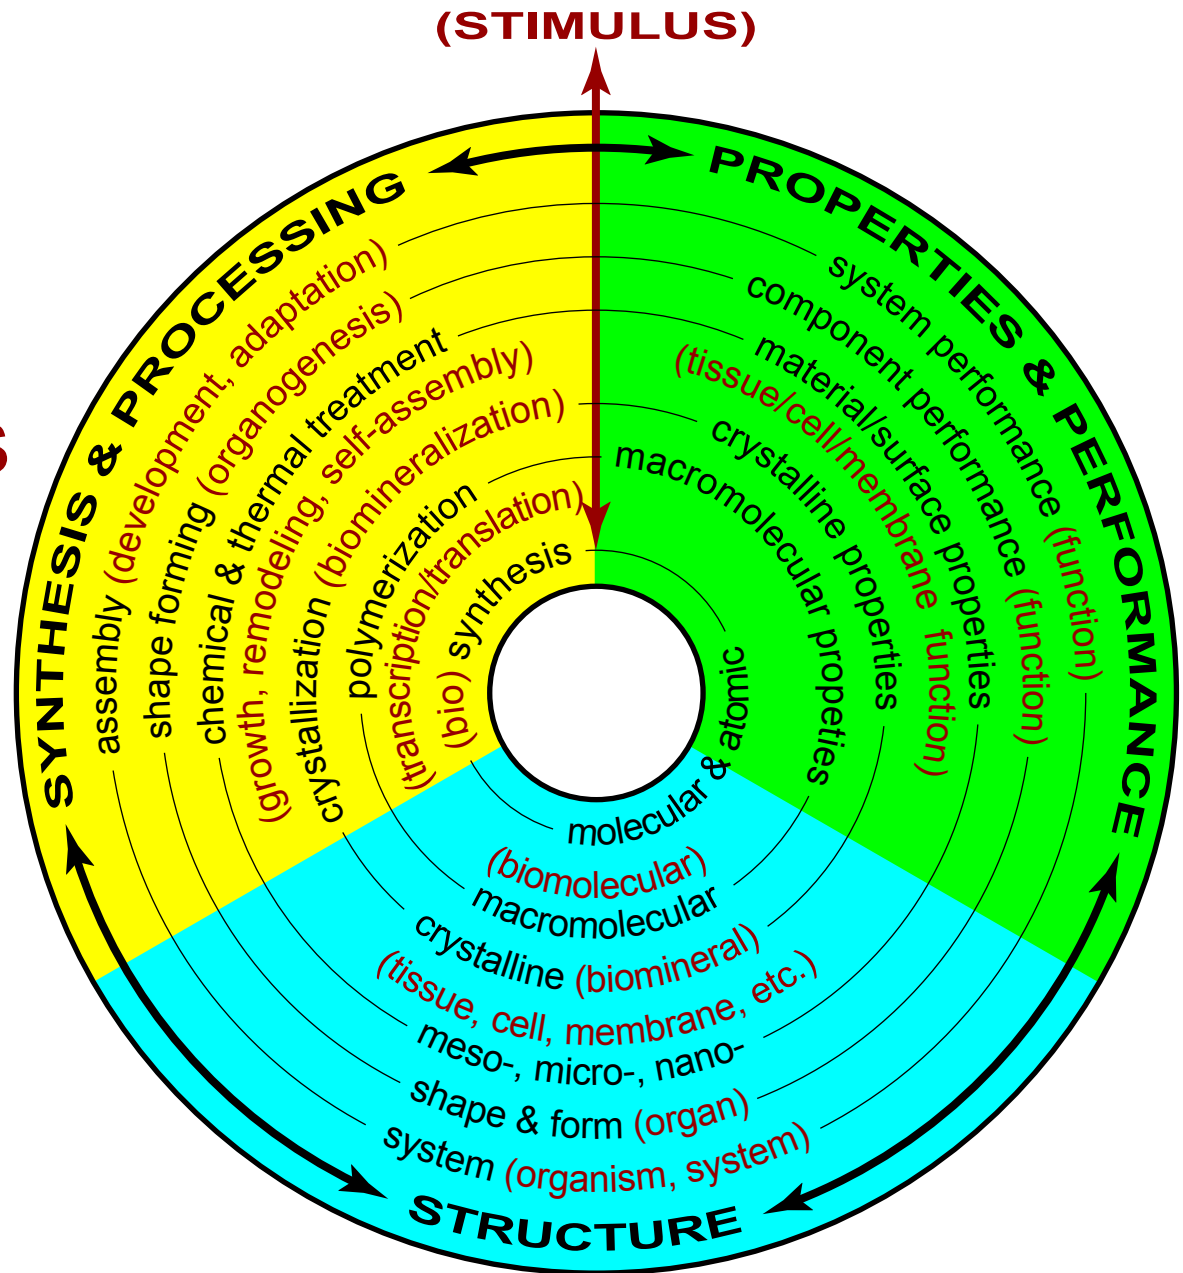 (STIMULUS)
SYNTHESIS & PROCESSING
assembly (development, adaptation)
shape forming (organogenesis)
chemical & thermal treatment
(growth, remodeling, self-assembly)
crystallization (biomineralization)
polymerization
(transcription/translation)
(bio) synthesis
S
PROPERTIES & PERFORMANCE
system performance (function)
component performance (function)
material/surface properties
(tissue/cell/membrane function)
crystalline properties
macromolecular propeties
molecular & atomic
(biomolecular)
macromolecular
crystalline (biomineral)
(tissue, cell, membrane, etc.)
meso-, micro-, nano-
shape & form (organ)
system (organism, system)
STRUCTURE